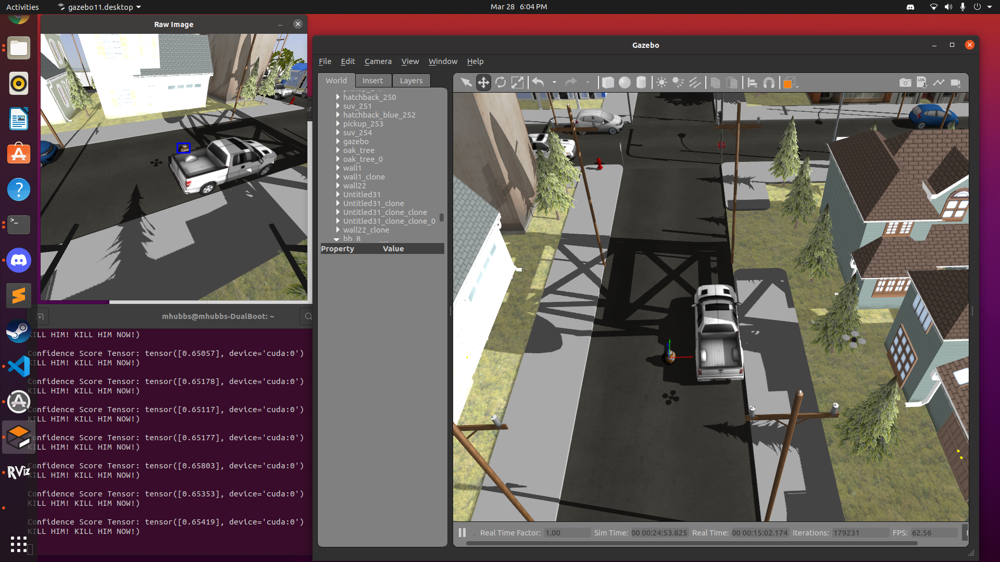 Activities
gazebo11.desktop
Mar 28 6:04 PM
Raw Image
Gazebo
File Edit Camera View Window Help
World Insert Layers
hatchback_250
suv_251
hatchback_blue_252
pickup_253
suv_254
gazebo
oak_tree
oak_tree_0
wall1
wall1_clone
wall22
Untitled31
Untitled31_clone
Untitled31_clone_clone
Untitled31_clone_clone_0
wall22_clone
bb_8
Property Value
LOG
mhubbs@mhubbs-DualBoot: ~
KILL HIM! KILL HIM NOW!)
Confidence Score Tensor: tensor([0.65057], device='cuda:0')
KILL HIM! KILL HIM NOW!)
Confidence Score Tensor: tensor([0.65178], device='cuda:0')
KILL HIM! KILL HIM NOW!)
Confidence Score Tensor: tensor([0.65117], device='cuda:0')
KILL HIM! KILL HIM NOW!)
Confidence Score Tensor: tensor([0.65177], device='cuda:0')
KILL HIM! KILL HIM NOW!)
Confidence Score Tensor: tensor([0.65803], device='cuda:0')
KILL HIM! KILL HIM NOW!)
Confidence Score Tensor: tensor([0.65353], device='cuda:0')
KILL HIM! KILL HIM NOW!)
Confidence Score Tensor: tensor([0.65419], device='cuda:0')
KILL HIM! KILL HIM NOW!)
RViz
Real Time Factor: 1.00 Sim Time: 00 00:24:53.825 Real Time: 00 00:15:02.174 Iterations: 179231 FPS: 62.56